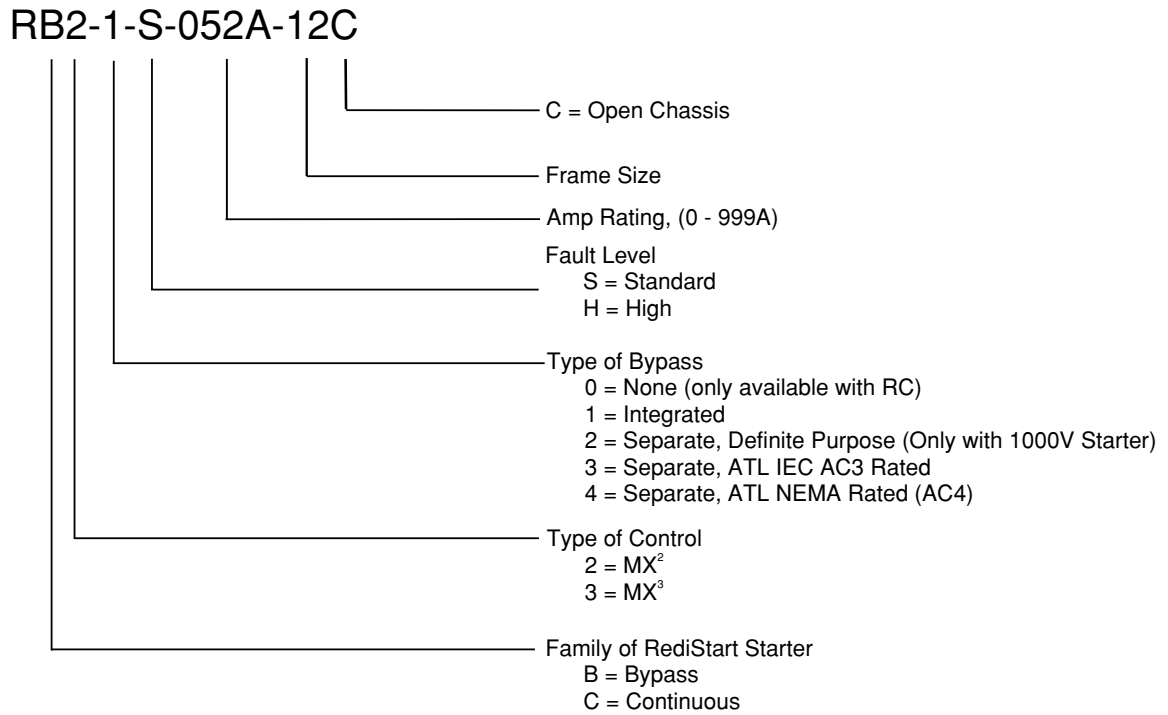 RB2-1-S-052A-12C
C = Open Chassis
Frame Size
Amp Rating, (0 - 999A)
Fault Level
S = Standard
H = High
Type of Bypass
0 = None (only available with RC)
1 = Integrated
2 = Separate, Definite Purpose (Only with 1000V Starter)
3 = Separate, ATL IEC AC3 Rated
4 = Separate, ATL NEMA Rated (AC4)
Type of Control
2 = MX²
3 = MX³
Family of RediStart Starter
B = Bypass
C = Continuous